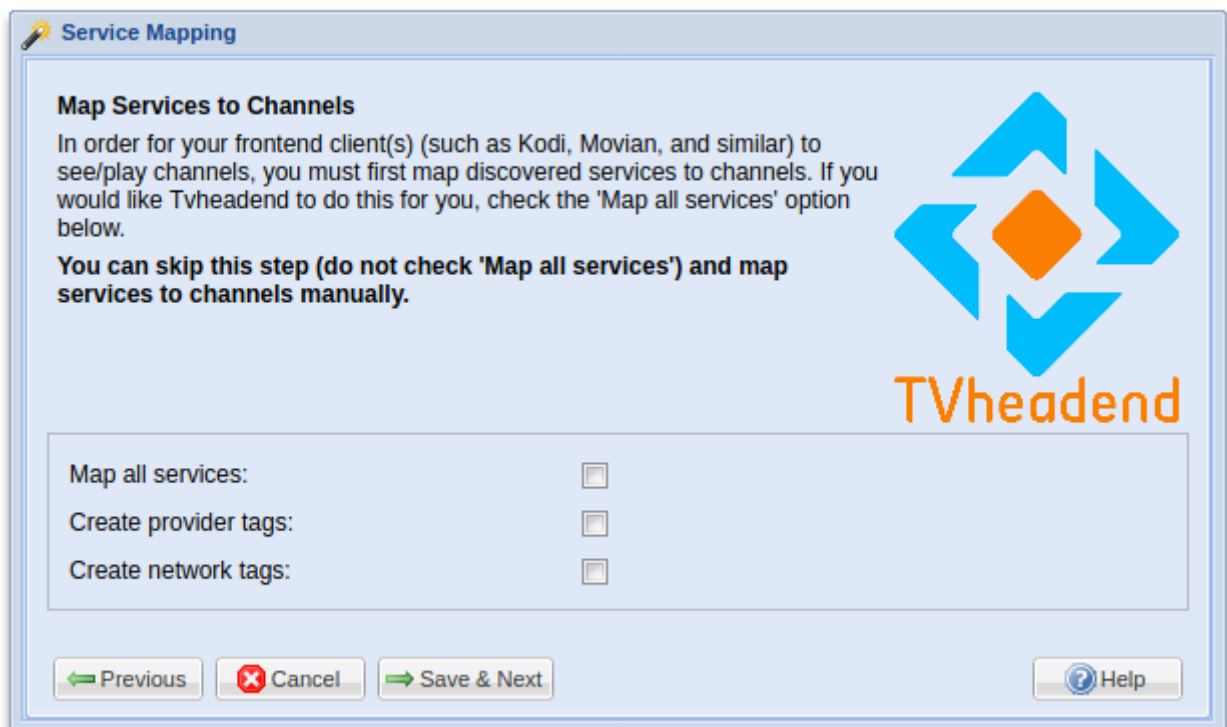 Service Mapping
Map Services to Channels
In order for your frontend client(s) (such as Kodi, Movian, and similar) to
see/play channels, you must first map discovered services to channels. If you
would like Tvheadend to do this for you, check the 'Map all services' option
below.
You can skip this step (do not check 'Map all services') and map
services to channels manually.
TVheadend
Map all services:
Create provider tags:
Create network tags:
Previous Cancel Save & Next Help